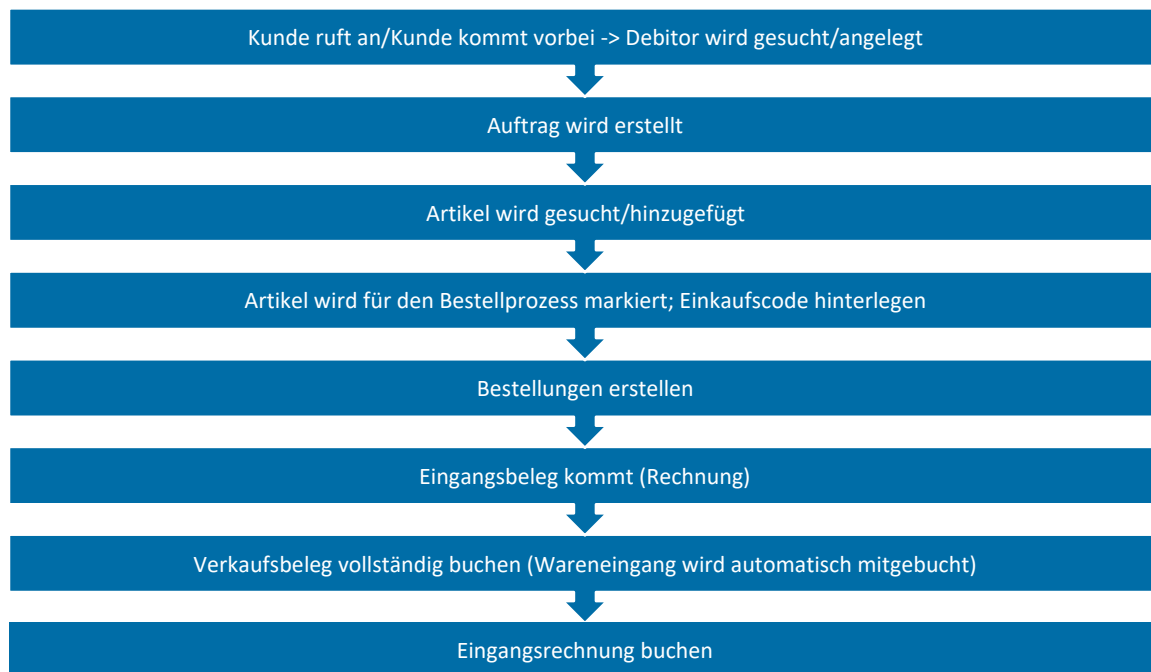 Kunde ruft an/Kunde kommt vorbei -> Debitor wird gesucht/angelegt
Auftrag wird erstellt
Artikel wird gesucht/hinzugefügt
Artikel wird für den Bestellprozess markiert; Einkaufscode hinterlegen
Bestellungen erstellen
Eingangsbeleg kommt (Rechnung)
Verkaufsbeleg vollständig buchen (Wareneingang wird automatisch mitgebucht)
Eingangsrechnung buchen